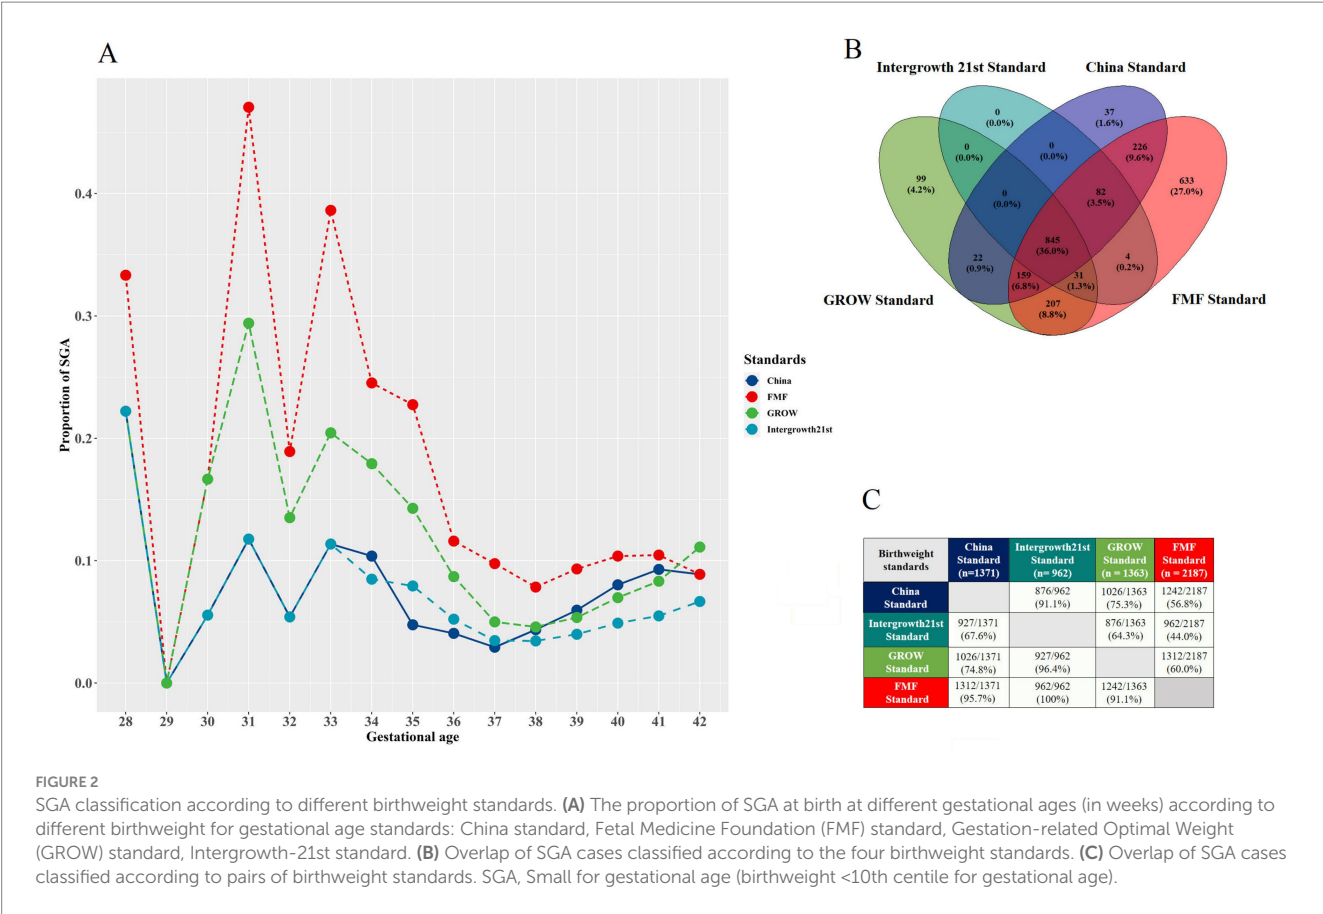 A
Proportion of SGA
0.4
0.3
0.2
0.1
0.0
28 29 30 31 32 33 34 35 36 37 38 39 40 41 42
Gestational age
Standards
China
FMF
GROW
Intergrowth21st
B
Intergrowth 21st Standard
China Standard
GROW Standard
FMF Standard
0
(0.0%)
37
(1.6%)
0
(0.0%)
0
(0.0%)
226
(9.6%)
99
(4.2%)
633
(27.0%)
0
(0.0%)
82
(3.5%)
845
(36.0%)
22
(0.9%)
4
(0.2%)
159
(6.8%)
31
(1.3%)
207
(8.8%)
C
Birthweight
standards
China
Standard
(n=1371)
Intergrowth21st
Standard
(n= 962)
GROW
Standard
(n = 1363)
FMF
Standard
(n = 2187)
China
Standard
876/962
(91.1%)
1026/1363
(75.3%)
1242/2187
(56.8%)
Intergrowth21st
Standard
927/1371
(67.6%)
876/1363
(64.3%)
962/2187
(44.0%)
GROW
Standard
1026/1371
(74.8%)
927/962
(96.4%)
1312/2187
(60.0%)
FMF
Standard
1312/1371
(95.7%)
962/962
(100%)
1242/1363
(91.1%)
FIGURE 2
SGA classification according to different birthweight standards. (A) The proportion of SGA at birth at different gestational ages (in weeks) according to
different birthweight for gestational age standards: China standard, Fetal Medicine Foundation (FMF) standard, Gestation-related Optimal Weight
(GROW) standard, Intergrowth-21st standard. (B) Overlap of SGA cases classified according to the four birthweight standards. (C) Overlap of SGA cases
classified according to pairs of birthweight standards. SGA, Small for gestational age (birthweight <10th centile for gestational age).